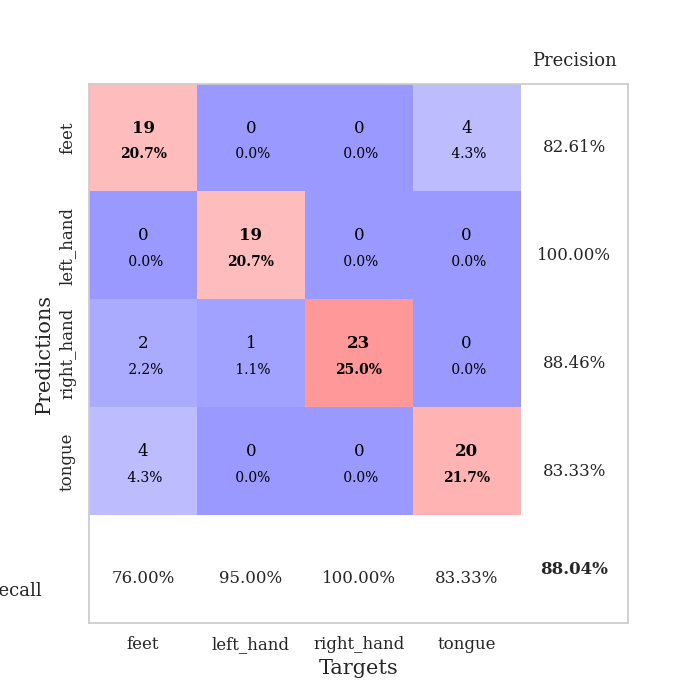 Precision
feet 19 0 0 4 82.61%
20.7% 0.0% 0.0% 4.3%
left_hand 0 19 0 0 100.00%
0.0% 20.7% 0.0% 0.0%
Predictions
right_hand 2 1 23 0 88.46%
2.2% 1.1% 25.0% 0.0%
tongue 4 0 0 20 83.33%
4.3% 0.0% 0.0% 21.7%
ecall 76.00% 95.00% 100.00% 83.33% 88.04%
feet left_hand right_hand tongue
Targets